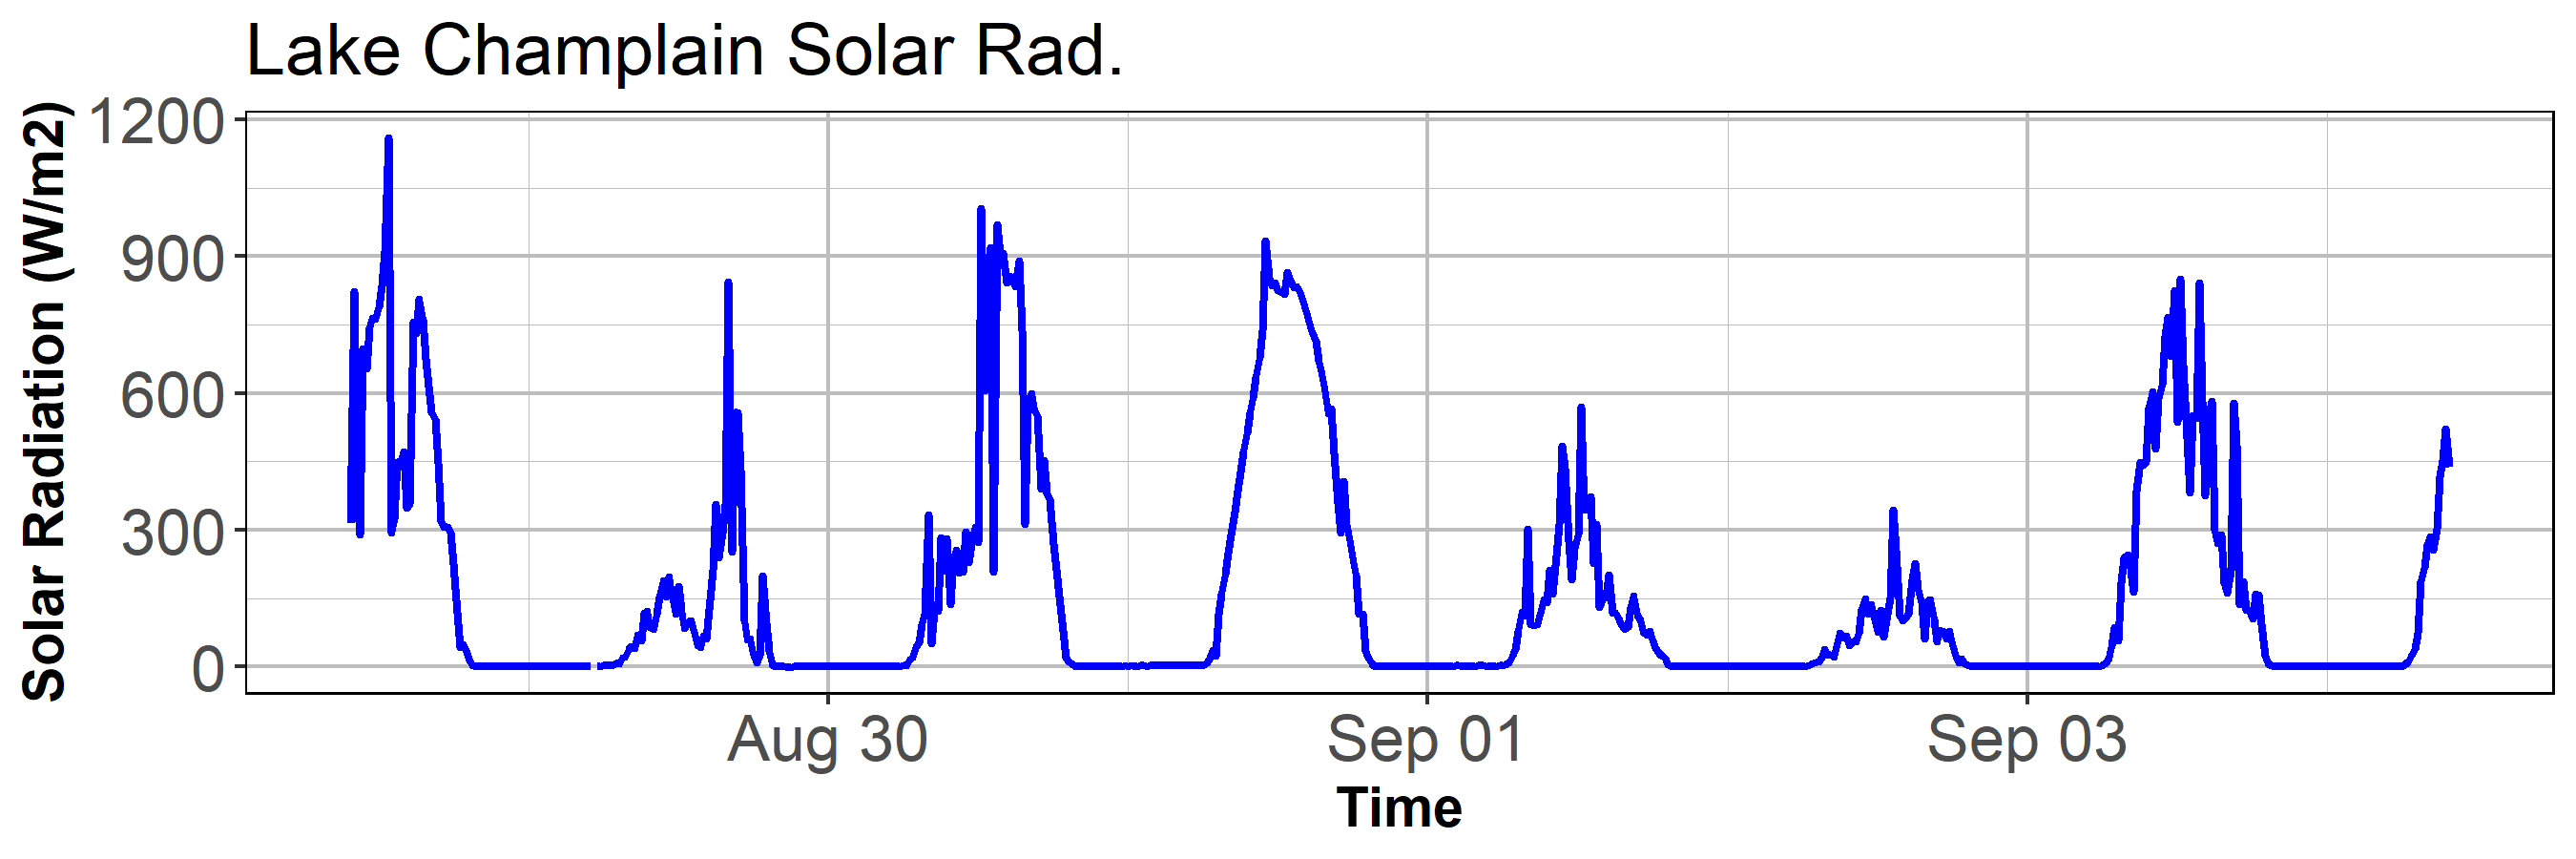 Lake Champlain Solar Rad.
Solar Radiation (W/m2)
1200
900
600
300
0
Aug 30
Sep 01
Sep 03
Time